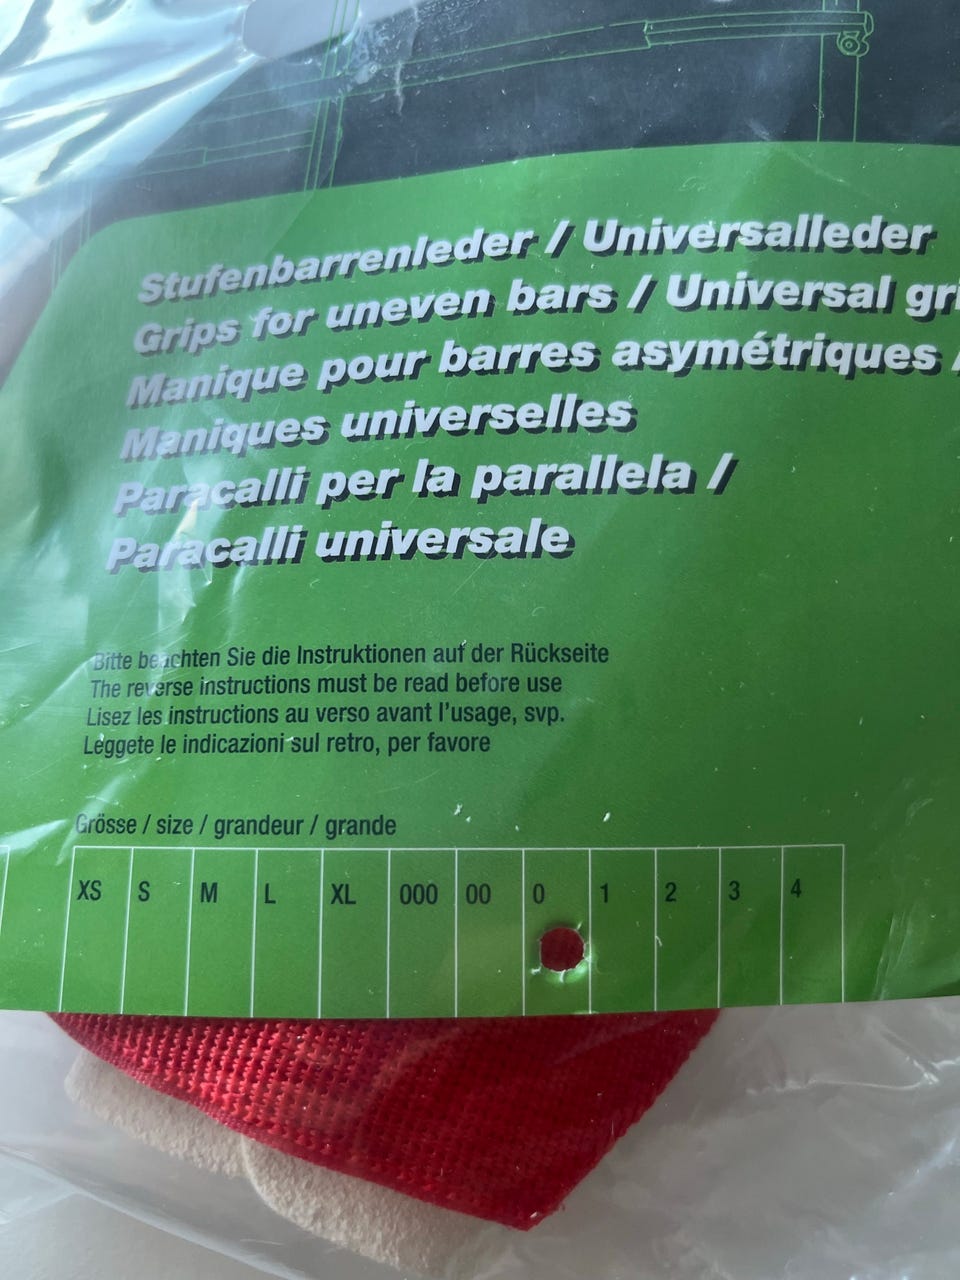 Stufenbarrenleder / Universalleder
Grips for uneven bars / Universal
Manique pour barres asymétriques /
Maniques universelles
Paracalli per la parallela /
Paracalli universale
Bitte beachten Sie die Instruktionen auf der Rückseite
The reverse instructions must be read before use
Lisez les instructions au verso avant l'usage, svp.
Leggete le indicazioni sul retro, per favore
Grösse / size / grandeur / grande
XS S M L XL 000 00 0 1 2 3 4